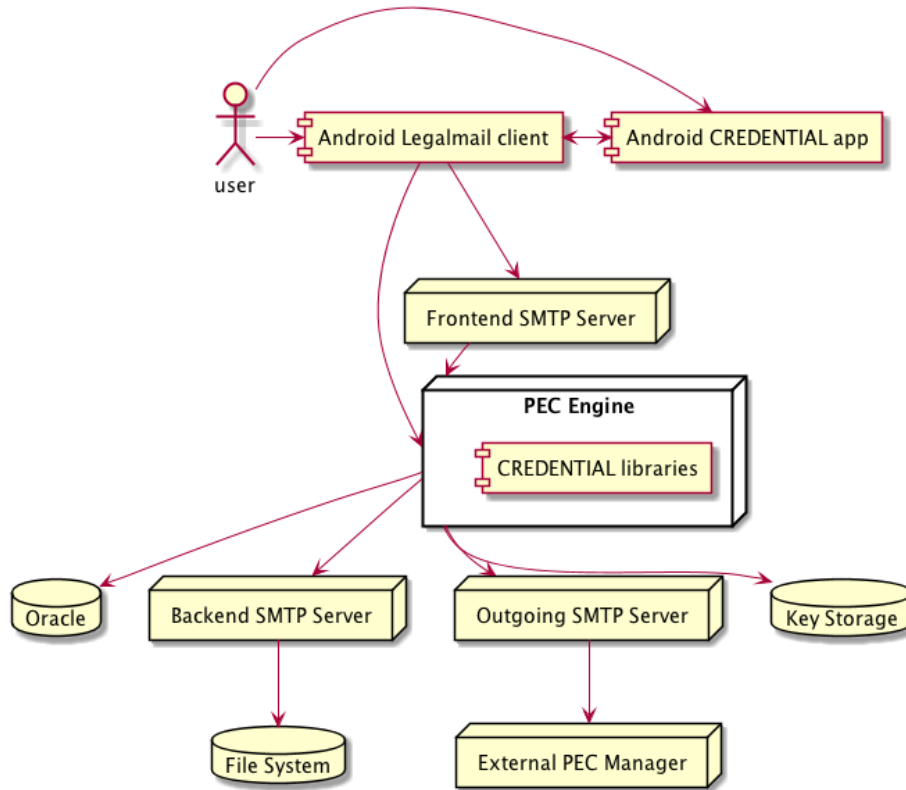 Android Legalmail client
Android CREDENTIAL app
user
Frontend SMTP Server
PEC Engine
CREDENTIAL libraries
Oracle
Backend SMTP Server
Outgoing SMTP Server
Key Storage
File System
External PEC Manager